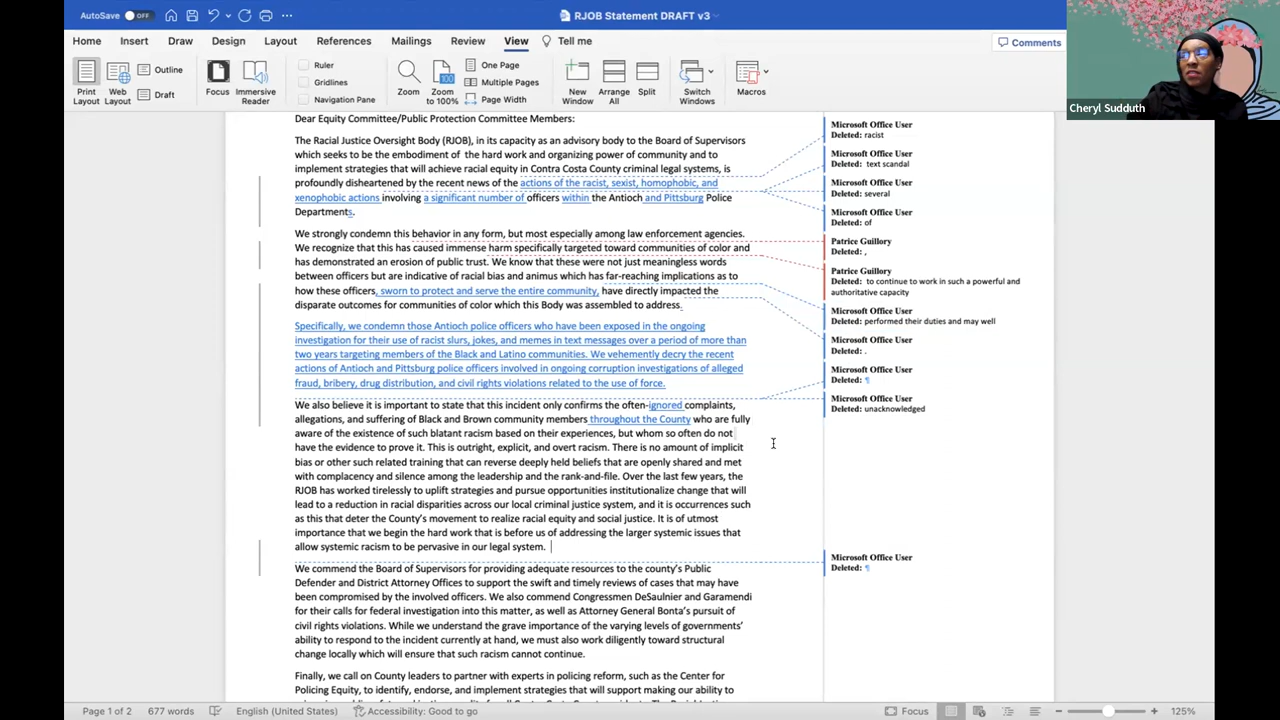 AutoSave OFF
RJOB Statement DRAFT v3
Home Insert Draw Design Layout References Mailings Review View Tell me
Comments
Print Layout
Web Layout
Outline
Draft
Focus
Immersive Reader
Ruler
Gridlines
Navigation Pane
Zoom
Zoom to 100%
One Page
Multiple Pages
Page Width
New Window
Arrange All
Split
Switch Windows
Macros
Cheryl Sudduth
Dear Equity Committee/Public Protection Committee Members:
The Racial Justice Oversight Body (RJOB), in its capacity as an advisory body to the Board of Supervisors
which seeks to be the embodiment of the hard work and organizing power of community and to
implement strategies that will achieve racial equity in Contra Costa County criminal legal systems, is
profoundly disheartened by the recent news of the actions of the racist, sexist, homophobic, and
xenophobic actions involving a significant number of officers within the Antioch and Pittsburg Police
Departments.
We strongly condemn this behavior in any form, but most especially among law enforcement agencies.
We recognize that this has caused immense harm specifically targeted toward communities of color and
has demonstrated an erosion of public trust. We know that these were not just meaningless words
between officers but are indicative of racial bias and animus which has far-reaching implications as to
how these officers, sworn to protect and serve the entire community, have directly impacted the
disparate outcomes for communities of color which this Body was assembled to address.
Specifically, we condemn those Antioch police officers who have been exposed in the ongoing
investigation for their use of racist slurs, jokes, and memes in text messages over a period of more than
two years targeting members of the Black and Latino communities. We vehemently decry the recent
actions of Antioch and Pittsburg police officers involved in ongoing corruption investigations of alleged
fraud, bribery, drug distribution, and civil rights violations related to the use of force.
We also believe it is important to state that this incident only confirms the often-ignored complaints,
allegations, and suffering of Black and Brown community members throughout the County who are fully
aware of the existence of such blatant racism based on their experiences, but whom so often do not
have the evidence to prove it. This is outright, explicit, and overt racism. There is no amount of implicit
bias or other such related training that can reverse deeply held beliefs that are openly shared and met
with complacency and silence among the leadership and the rank-and-file. Over the last few years, the
RJOB has worked tirelessly to uplift strategies and pursue opportunities institutionalize change that will
lead to a reduction in racial disparities across our local criminal justice system, and it is occurrences such
as this that deter the County's movement to realize racial equity and social justice. It is of utmost
importance that we begin the hard work that is before us of addressing the larger systemic issues that
allow systemic racism to be pervasive in our legal system.
We commend the Board of Supervisors for providing adequate resources to the county's Public
Defender and District Attorney Offices to support the swift and timely reviews of cases that may have
been compromised by the involved officers. We also commend Congressmen DeSaulnier and Garamendi
for their calls for federal investigation into this matter, as well as Attorney General Bonta's pursuit of
civil rights violations. While we understand the grave importance of the varying levels of governments'
ability to respond to the incident currently at hand, we must also work diligently toward structural
change locally which will ensure that such racism cannot continue.
Finally, we call on County leaders to partner with experts in policing reform, such as the Center for
Policing Equity, to identify, endorse, and implement strategies that will support making our ability to
Microsoft Office User
Deleted: racist
Microsoft Office User
Deleted: text scandal
Microsoft Office User
Deleted: several
Microsoft Office User
Deleted: of
Patrice Guillory
Deleted: ,
Patrice Guillory
Deleted: to continue to work in such a powerful and
authoritative capacity
Microsoft Office User
Deleted: performed their duties and may well
Microsoft Office User
Deleted: .
Microsoft Office User
Deleted: ¶
Microsoft Office User
Deleted: unacknowledged
Microsoft Office User
Deleted: ¶
Page 1 of 2 677 words English (United States) Accessibility: Good to go Focus 125%